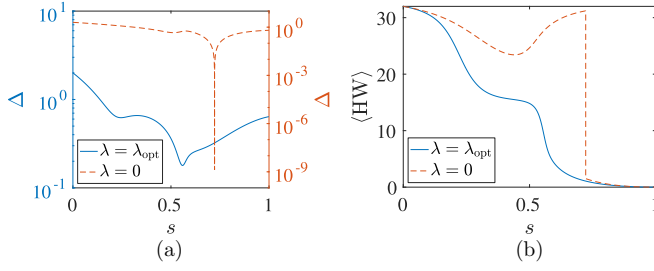 10^1
10^0
10^{-1}
Δ
10^0
10^{-3}
10^{-6}
10^{-9}
Δ
λ = λ_opt
λ = 0
0 0.5 1
s
(a)
30
20
10
0
⟨HW⟩
λ = λ_opt
λ = 0
0 0.5 1
s
(b)